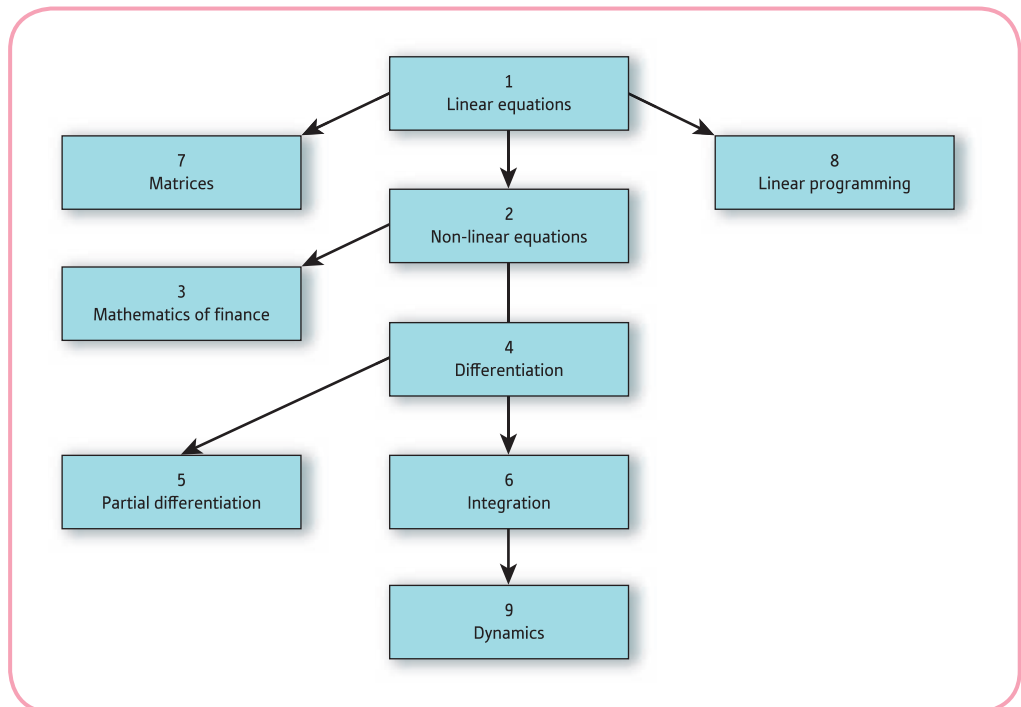 1
Linear equations
7
Matrices
8
Linear programming
2
Non-linear equations
3
Mathematics of finance
4
Differentiation
5
Partial differentiation
6
Integration
9
Dynamics